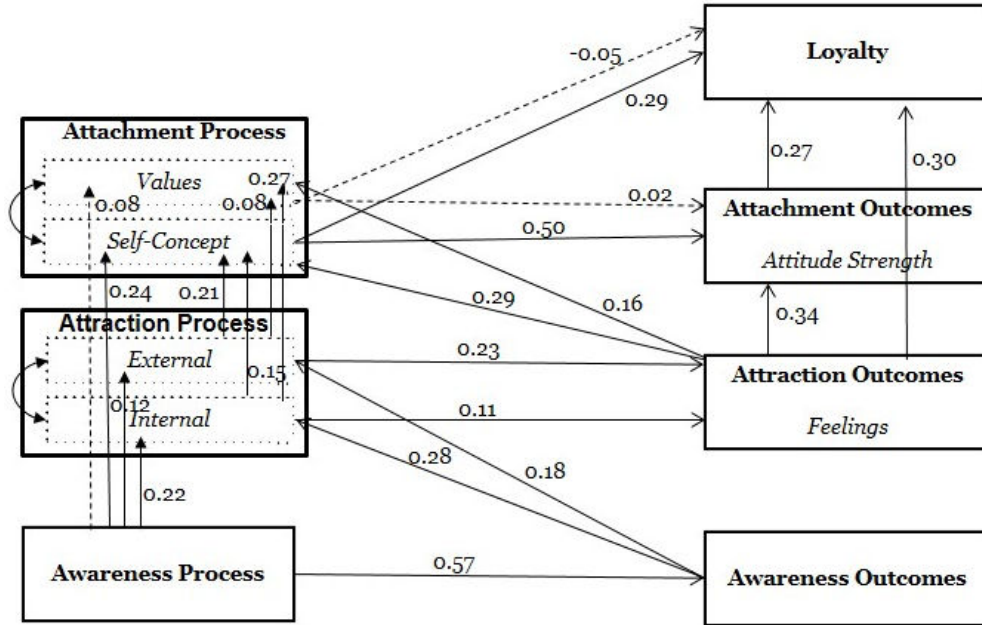 Loyalty
-0.05
0.29
Attachment Process
Values
0.27
0.08
0.08
Self-Concept
0.27
0.30
0.02
Attachment Outcomes
Attitude Strength
0.50
0.24
0.21
0.29
0.16
0.34
Attraction Process
External
0.15
0.12
Internal
0.23
0.11
Attraction Outcomes
Feelings
0.28
0.18
0.22
Awareness Process
0.57
Awareness Outcomes